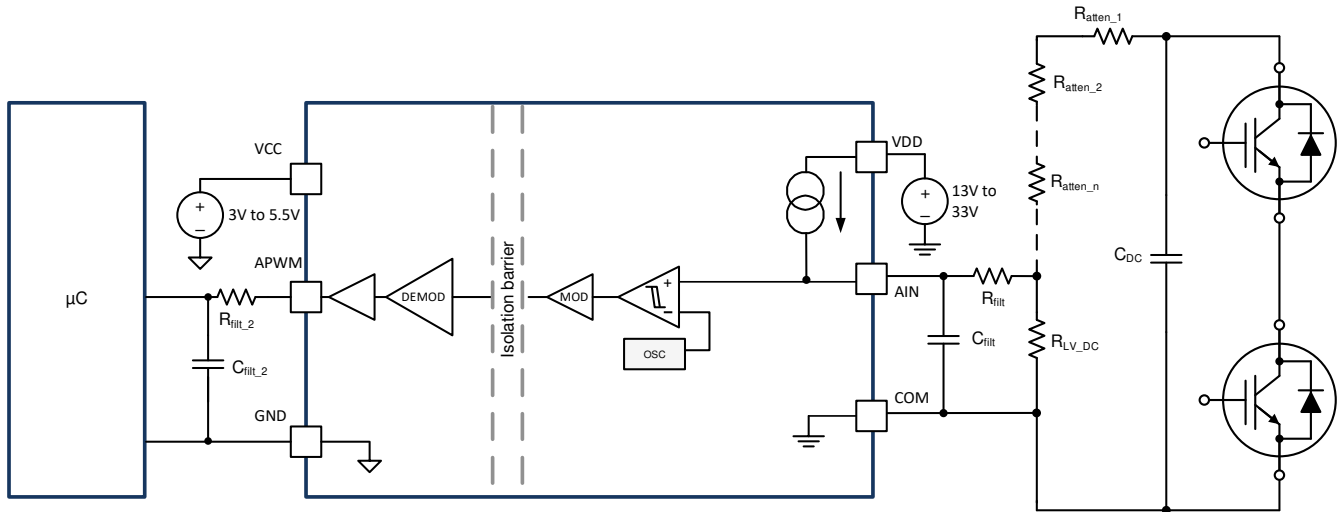 R_atten_1
R_atten_2
R_atten_n
VCC
VDD
+
3V to 5.5V
−
+
13V to
33V
−
Isolation barrier
C_DC
APWM
AIN
µC
DEMOD
MOD
+
−
R_filt
R_filt_2
OSC
C_filt
R_LV_DC
C_filt_2
COM
GND